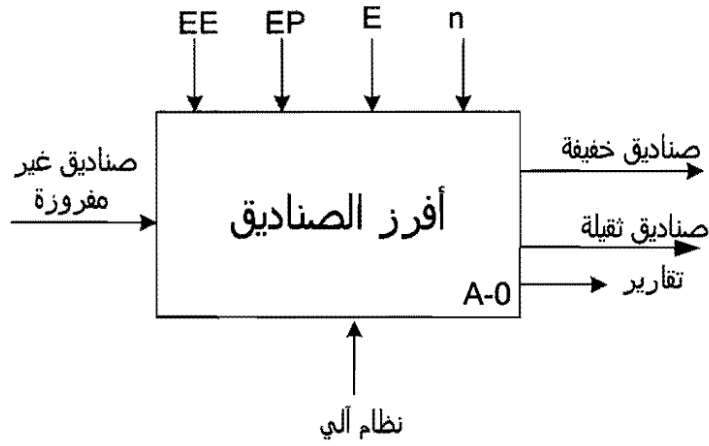 EE EP E n
صناديق غير
مفروزة
أفرز الصناديق
A-0
صناديق خفيفة
صناديق ثقيلة
تقارير
نظام آلي